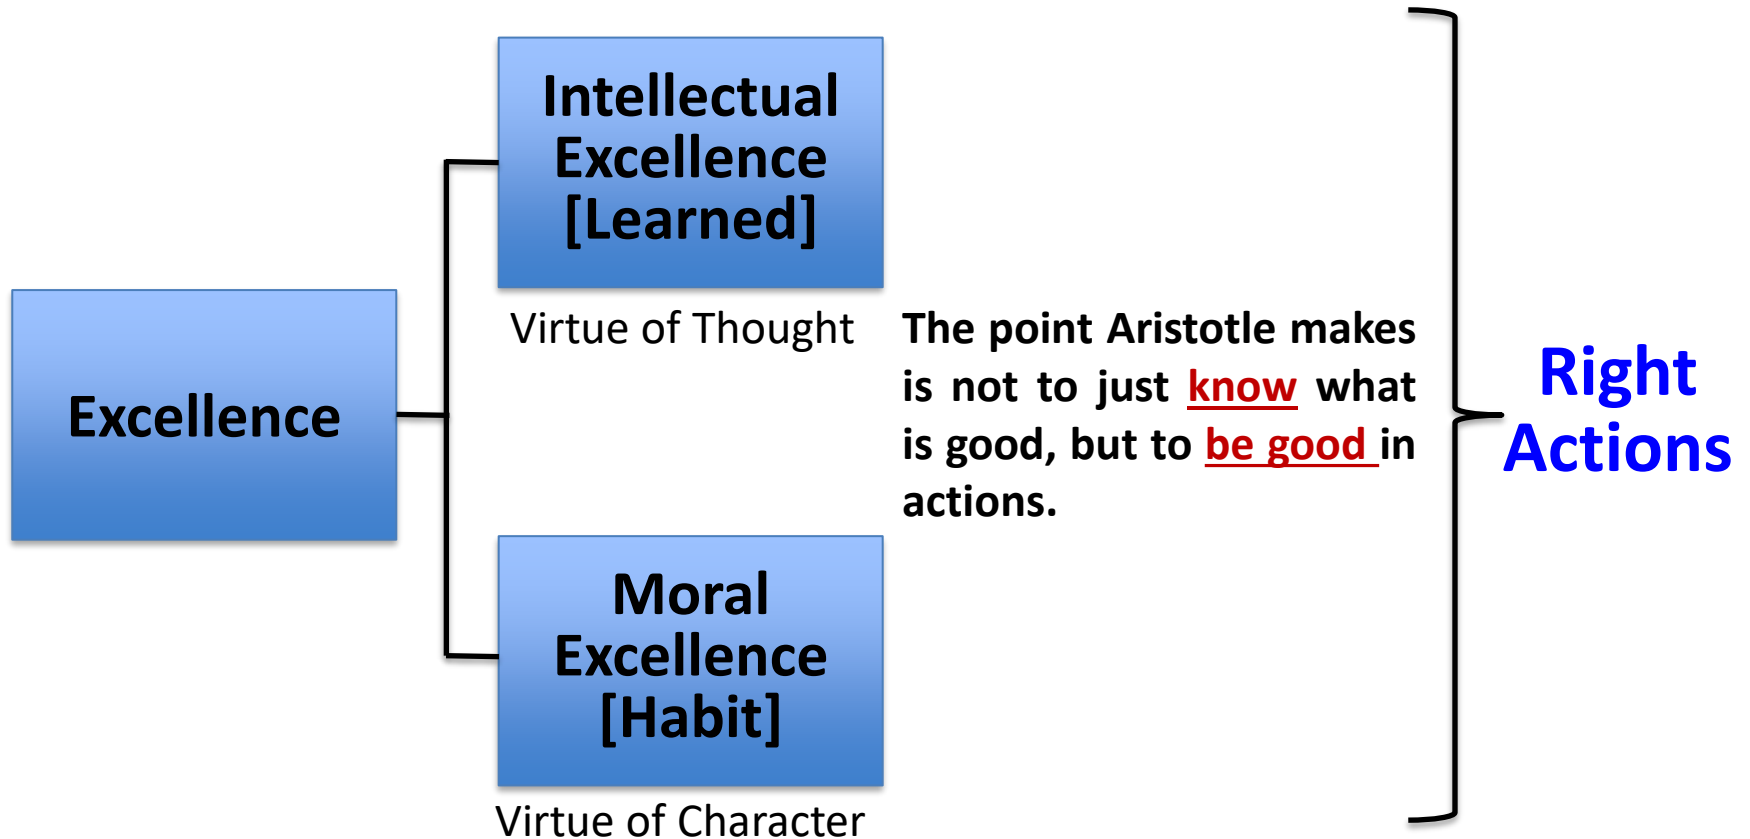 Excellence
Intellectual
Excellence
[Learned]
Virtue of Thought
Moral
Excellence
[Habit]
Virtue of Character
The point Aristotle makes
is not to just know what
is good, but to be good in
actions.
Right
Actions